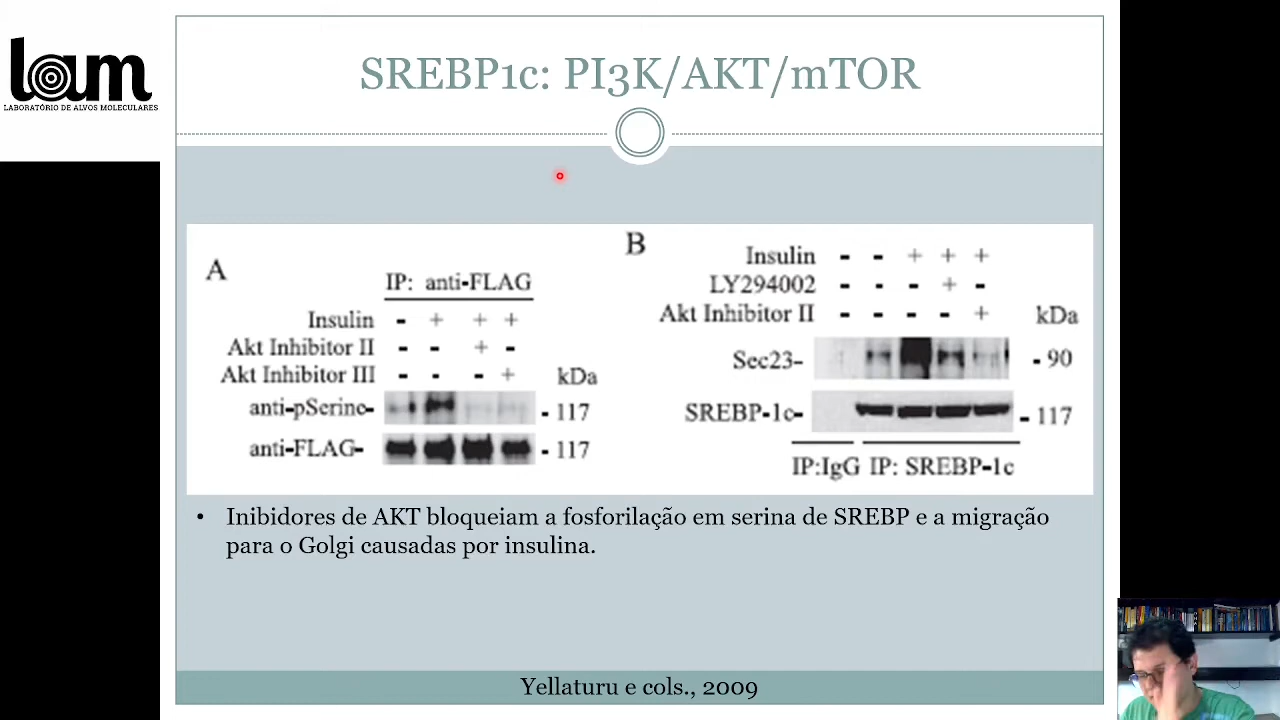 lam
LABORATÓRIO DE ALVOS MOLECULARES
SREBP1c: PI3K/AKT/mTOR
A
IP: anti-FLAG
Insulin - + + +
Akt Inhibitor II - - + -
Akt Inhibitor III - - - + kDa
anti-pSerine- - 117
anti-FLAG- - 117
B
Insulin - - + + +
LY294002 - - - + -
Akt Inhibitor II - - - - + kDa
Sec23- - 90
SREBP-1c- - 117
IP:IgG IP: SREBP-1c
• Inibidores de AKT bloqueiam a fosforilação em serina de SREBP e a migração
para o Golgi causadas por insulina.
Yellaturu e cols., 2009